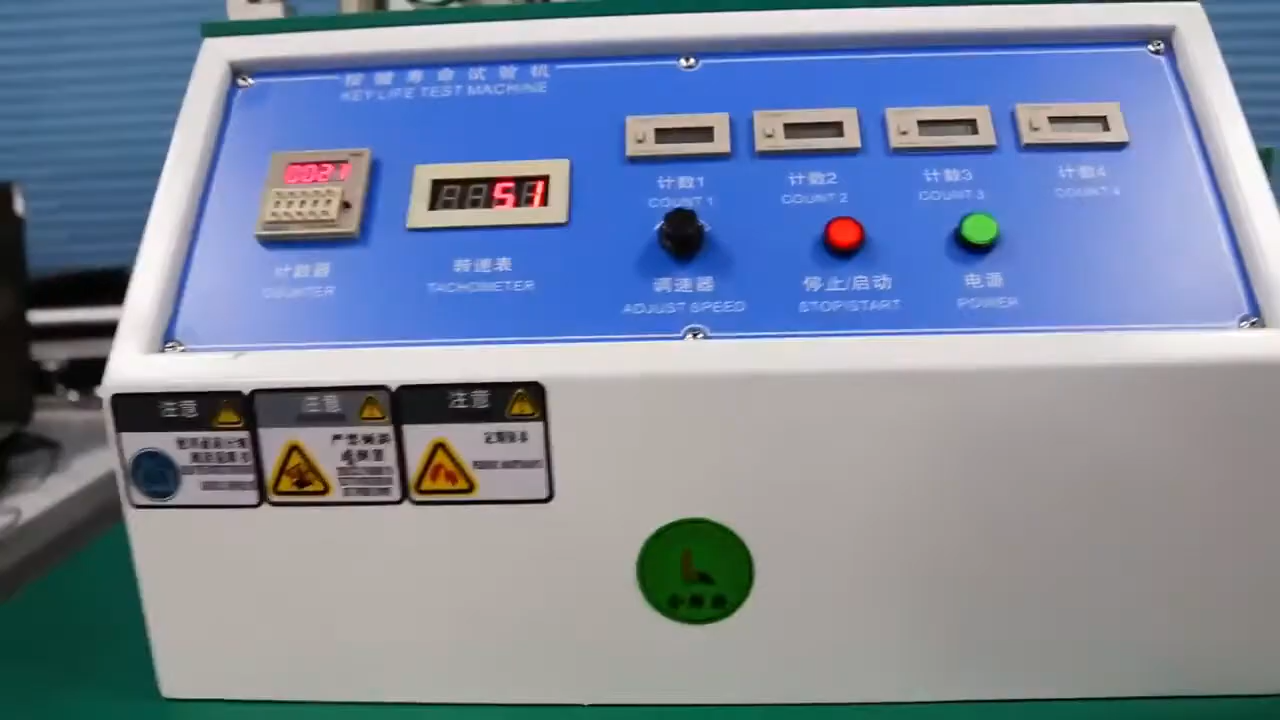 按键寿命试验机
KEY LIFE TEST MACHINE
0027
51
计数器
COUNTER
转速表
TACHOMETER
计数1
COUNT 1
计数2
COUNT 2
计数3
COUNT 3
计数4
COUNT 4
调速器
ADJUST SPEED
停止/启动
STOP/START
电源
POWER
注意
注意
注意